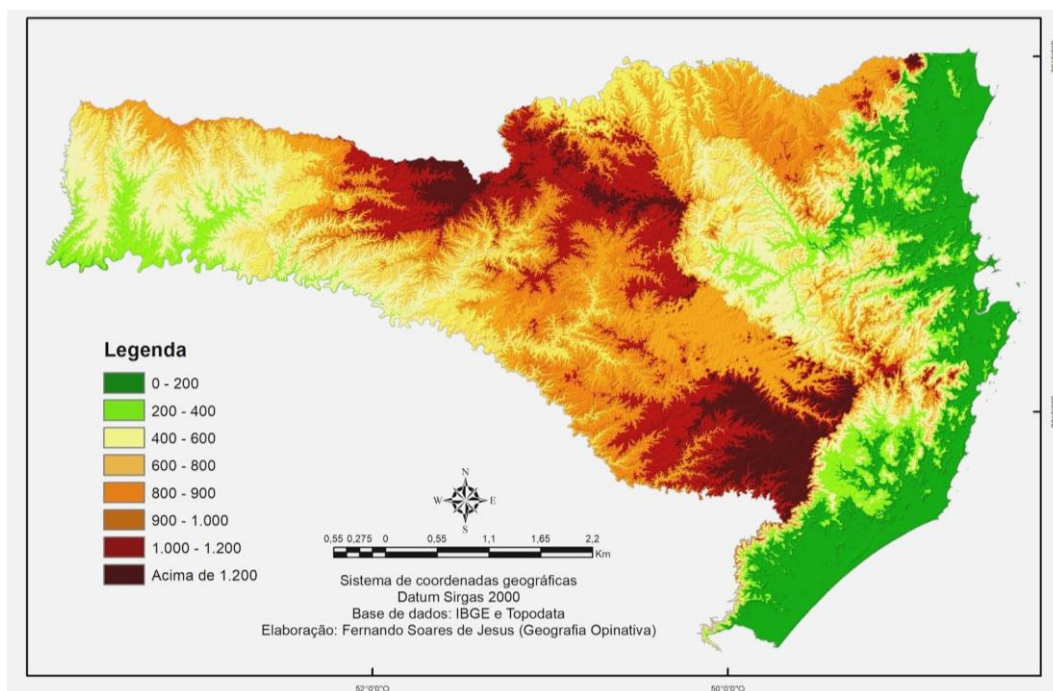 Legenda
0 - 200
200 - 400
400 - 600
600 - 800
800 - 900
900 - 1.000
1.000 - 1.200
Acima de 1.200
N
W E
S
0,55 0,275 0 0,55 1,1 1,65 2,2
Km
Sistema de coordenadas geográficas
Datum Sirgas 2000
Base de dados: IBGE e Topodata
Elaboração: Fernando Soares de Jesus (Geografia Opinativa)
52°0'0"O 50°0'0"O